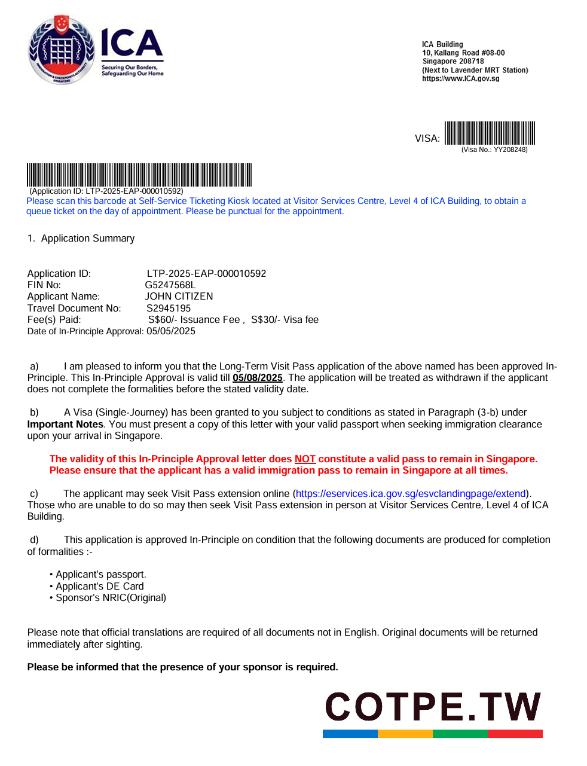 ICA
Securing Our Borders,
Safeguarding Our Home
ICA Building
10, Kallang Road #08-00
Singapore 208718
(Next to Lavender MRT Station)
https://www.ICA.gov.sg
VISA:
(Visa No.: YY208248)
(Application ID: LTP-2025-EAP-000010592)
Please scan this barcode at Self-Service Ticketing Kiosk located at Visitor Services Centre, Level 4 of ICA Building, to obtain a
queue ticket on the day of appointment. Please be punctual for the appointment.
1. Application Summary
Application ID: LTP-2025-EAP-000010592
FIN No: G5247568L
Applicant Name: JOHN CITIZEN
Travel Document No: S2945195
Fee(s) Paid: S$60/- Issuance Fee , S$30/- Visa fee
Date of In-Principle Approval: 05/05/2025
a) I am pleased to inform you that the Long-Term Visit Pass application of the above named has been approved In-
Principle. This In-Principle Approval is valid till 05/08/2025. The application will be treated as withdrawn if the applicant
does not complete the formalities before the stated validity date.
b) A Visa (Single-Journey) has been granted to you subject to conditions as stated in Paragraph (3-b) under
Important Notes. You must present a copy of this letter with your valid passport when seeking immigration clearance
upon your arrival in Singapore.
The validity of this In-Principle Approval letter does NOT constitute a valid pass to remain in Singapore.
Please ensure that the applicant has a valid immigration pass to remain in Singapore at all times.
c) The applicant may seek Visit Pass extension online (https://eservices.ica.gov.sg/esvclandingpage/extend).
Those who are unable to do so may then seek Visit Pass extension in person at Visitor Services Centre, Level 4 of ICA
Building.
d) This application is approved In-Principle on condition that the following documents are produced for completion
of formalities :-
• Applicant's passport.
• Applicant's DE Card
• Sponsor's NRIC(Original)
Please note that official translations are required of all documents not in English. Original documents will be returned
immediately after sighting.
Please be informed that the presence of your sponsor is required.
COTPE.TW